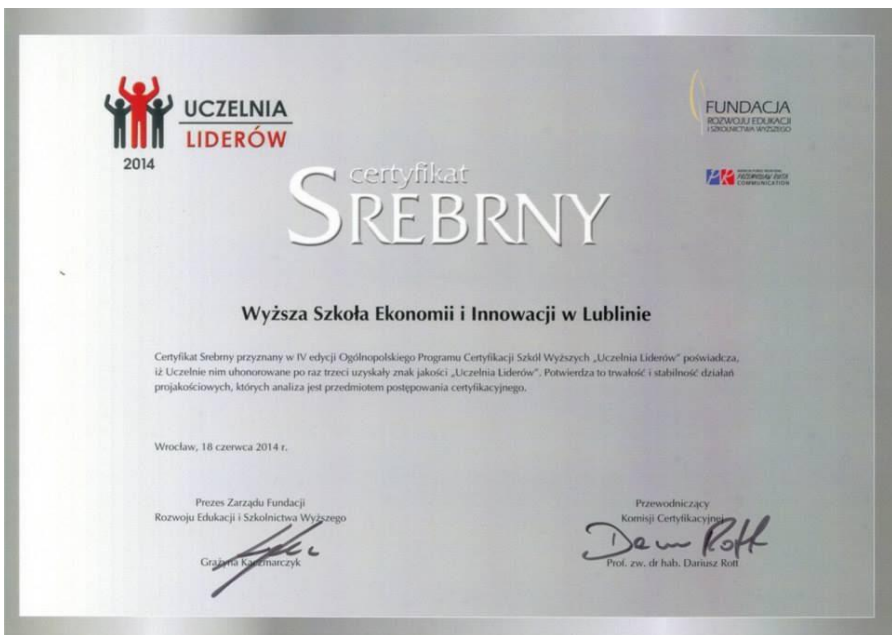 UCZELNIA
LIDERÓW
2014
FUNDACJA
ROZWOJU EDUKACJI
I SZKOLNICTWA WYŻSZEGO
COMMUNICATION
certyfikat
SREBRNY
Wyższa Szkoła Ekonomii i Innowacji w Lublinie
Certyfikat Srebrny przyznany w IV edycji Ogólnopolskiego Programu Certyfikacji Szkół Wyższych „Uczelnia Liderów” poświadcza,
iż Uczelnie nim uhonorowane po raz trzeci uzyskały znak jakości „Uczelnia Liderów”. Potwierdza to trwałość i stabilność działań
projakościowych, których analiza jest przedmiotem postępowania certyfikacyjnego.
Wrocław, 18 czerwca 2014 r.
Prezes Zarządu Fundacji
Rozwoju Edukacji i Szkolnictwa Wyższego
Grażyna Kaczmarczyk
Przewodniczący
Komisji Certyfikacyjnej
Prof. zw. dr hab. Dariusz Rott